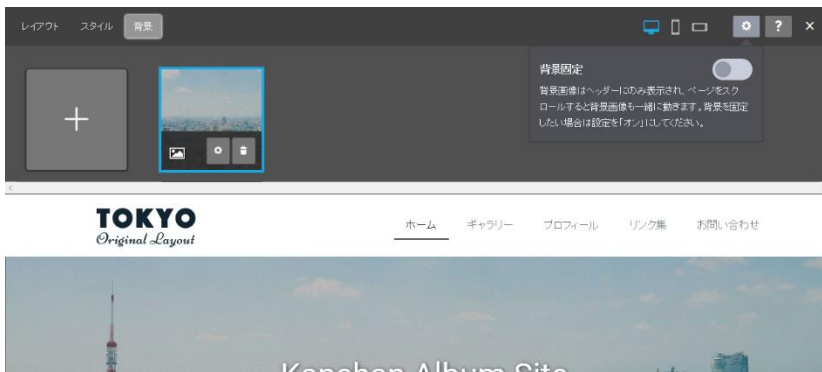 レイアウト スタイル 背景
? ×
背景固定
背景画像はヘッダーにのみ表示され、ページをスク
ロールすると背景画像も一緒に動きます。背景を固定
したい場合は設定を「オン」にしてください。
TOKYO
Original Layout
ホーム ギャラリー プロフィール リンク集 お問い合わせ
Kanahan Album Site